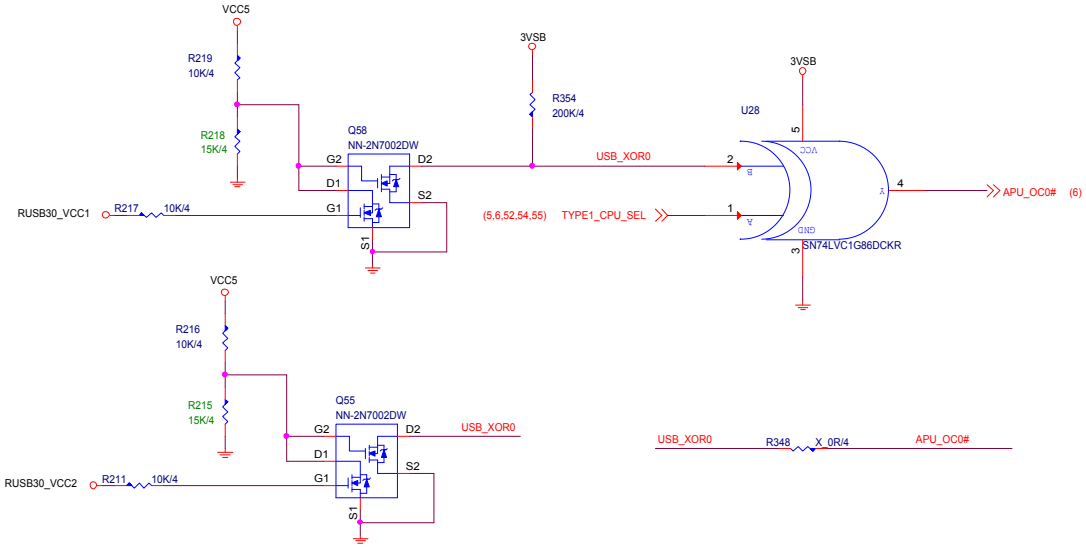 VCC5
R219
10K/4
R218
15K/4
RUSB30_VCC1
R217
10K/4
Q58
NN-2N7002DW
G2
D1
G1
D2
S2
S1
3VSB
R354
200K/4
USB_XOR0
(5,6,52,54,55)
TYPE1_CPU_SEL
3VSB
U28
5
VCC
2
B
1
A
Y
4
GND
3
SN74LVC1G86DCKR
APU_OC0#
(6)
VCC5
R216
10K/4
R215
15K/4
RUSB30_VCC2
R211
10K/4
Q55
NN-2N7002DW
G2
D1
G1
D2
S2
S1
USB_XOR0
USB_XOR0
R348
X_0R/4
APU_OC0#